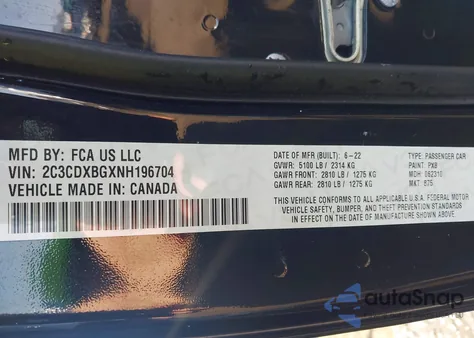 MFD BY: FCA US LLC
VIN: 2C3CDXBGXNH196704
VEHICLE MADE IN: CANADA
DATE OF MFR (BUILT): 6-22
GVWR: 5100 LB / 2314 KG
GAWR FRONT: 2810 LB / 1275 KG
GAWR REAR: 2810 LB / 1275 KG
TYPE: PASSENGER CAR
PAINT: PX8
MDH: 062310
MKT: 875
THIS VEHICLE CONFORMS TO ALL APPLICABLE U.S.A. FEDERAL MOTOR
VEHICLE SAFETY, BUMPER, AND THEFT PREVENTION STANDARDS
IN EFFECT ON THE DATE OF MANUFACTURE SHOWN ABOVE.
autoSnap